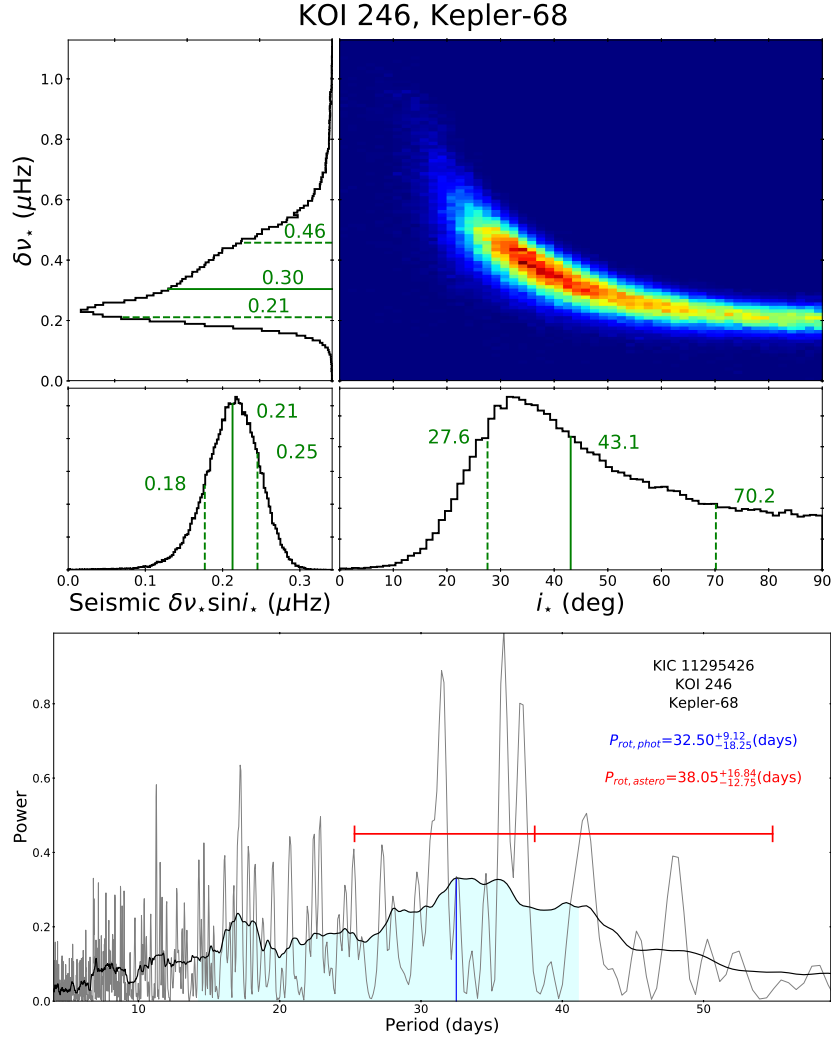 KOI 246, Kepler-68
δν⋆ (μHz)
1.0
0.8
0.6
0.4
0.2
0.0
0.46
0.30
0.21
0.21
0.25
0.18
0.0 0.1 0.2 0.3
Seismic δν⋆sini⋆ (μHz)
27.6
43.1
70.2
0 10 20 30 40 50 60 70 80 90
i⋆ (deg)
Power
0.8
0.6
0.4
0.2
0.0
KIC 11295426
KOI 246
Kepler-68
P_rot,phot=32.50+9.12−18.25(days)
P_rot,astero=38.05+16.84−12.75(days)
10 20 30 40 50
Period (days)